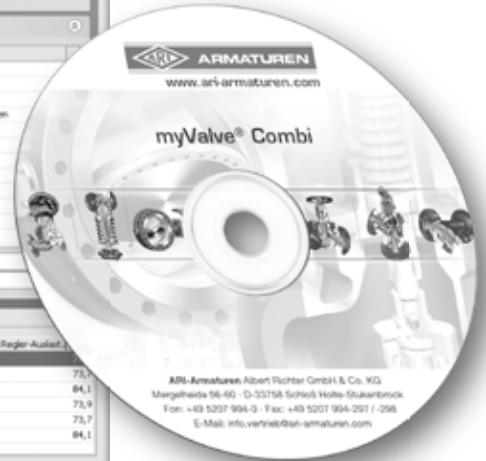 ARI ARMATUREN
www.ari-armaturen.com
myValve® Combi
Regler-Auslast.
73,7
84,1
73,9
73,7
84,1
ARI-Armaturen Albert Richter GmbH & Co. KG
Mergelheide 56-60 · D-33758 Schloß Holte-Stukenbrock
Fon: +49 5207 994-0 · Fax: +49 5207 994-297 / -298
E-Mail: info.vertrieb@ari-armaturen.com